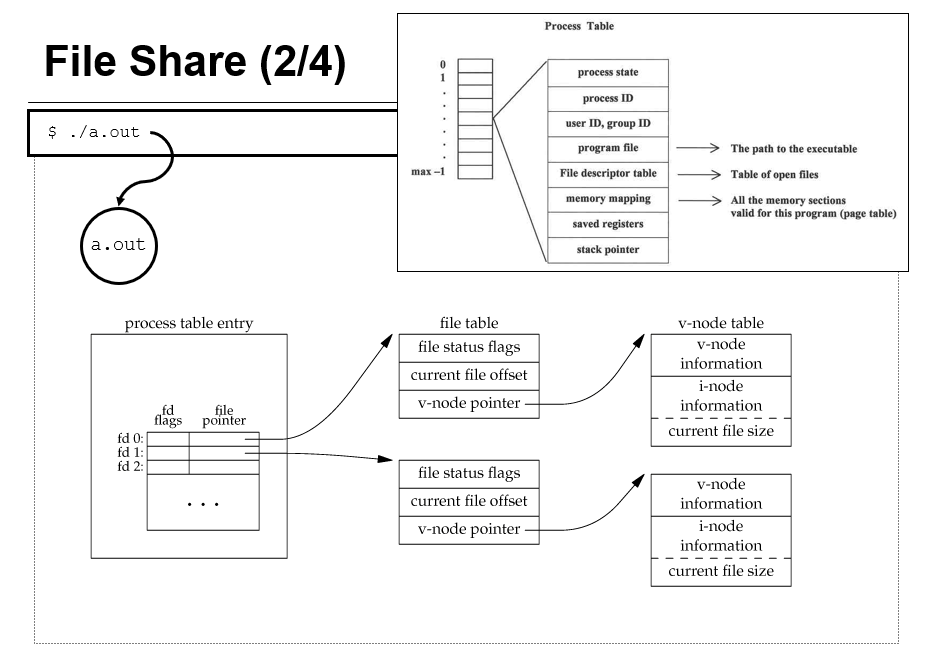 File Share (2/4)
$ ./a.out
a.out
Process Table
0
1
.
.
.
.
.
.
max –1
process state
process ID
user ID, group ID
program file
File descriptor table
memory mapping
saved registers
stack pointer
The path to the executable
Table of open files
All the memory sections
valid for this program (page table)
process table entry
fd
flags
file
pointer
fd 0:
fd 1:
fd 2:
. . .
file table
file status flags
current file offset
v-node pointer
file status flags
current file offset
v-node pointer
v-node table
v-node
information
i-node
information
current file size
v-node
information
i-node
information
current file size